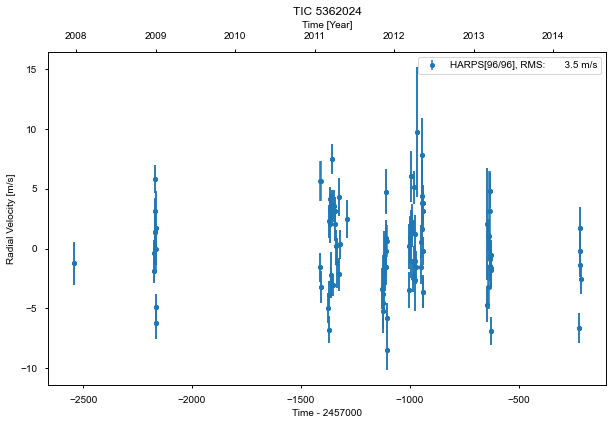 TIC 5362024
Time [Year]
2008 2009 2010 2011 2012 2013 2014
HARPS[96/96], RMS: 3.5 m/s
15
10
5
0
−5
−10
Radial Velocity [m/s]
−2500 −2000 −1500 −1000 −500
Time - 2457000